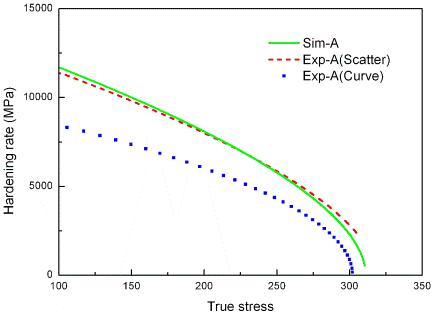 15000
Sim-A
Exp-A(Scatter)
Exp-A(Curve)
10000
Hardening rate (MPa)
5000
0
100 150 200 250 300 350
True stress